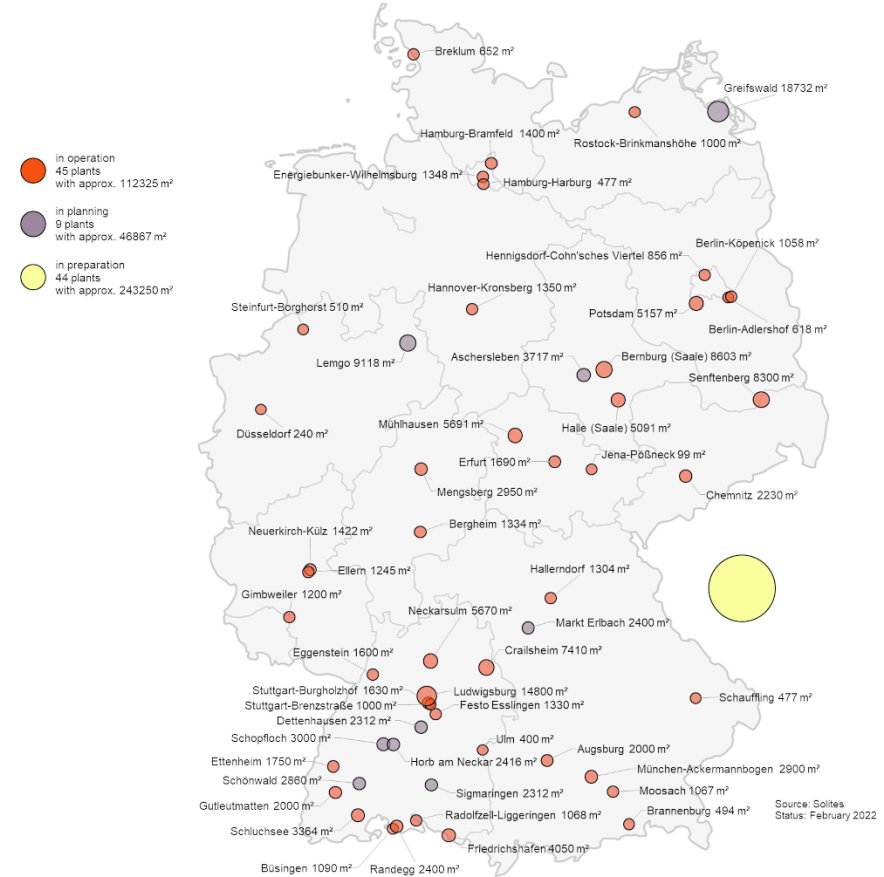 Breklum 652 m²
Greifswald 18732 m²
Hamburg-Bramfeld 1400 m²
Rostock-Brinkmanshöhe 1000 m²
in operation
45 plants
with approx. 112325 m²
Energiebunker-Wilhelmsburg 1348 m²
Hamburg-Harburg 477 m²
in planning
9 plants
with approx. 46867 m²
Berlin-Köpenick 1058 m²
Hennigsdorf-Cohn'sches Viertel 856 m²
in preparation
44 plants
with approx. 243250 m²
Hannover-Kronsberg 1350 m²
Steinfurt-Borghorst 510 m²
Potsdam 5157 m²
Berlin-Adlershof 618 m²
Lemgo 9118 m²
Aschersleben 3717 m²
Bernburg (Saale) 8603 m²
Senftenberg 8300 m²
Düsseldorf 240 m²
Mühlhausen 5691 m²
Halle (Saale) 5091 m²
Erfurt 1690 m²
Jena-Pößneck 99 m²
Mengsberg 2950 m²
Chemnitz 2230 m²
Neuerkirch-Külz 1422 m²
Bergheim 1334 m²
Ellern 1245 m²
Hallerndorf 1304 m²
Gimbweiler 1200 m²
Neckarsulm 5670 m²
Markt Erlbach 2400 m²
Eggenstein 1600 m²
Crailsheim 7410 m²
Stuttgart-Burgholzhof 1630 m²
Ludwigsburg 14800 m²
Stuttgart-Brenzstraße 1000 m²
Festo Esslingen 1330 m²
Schauffling 477 m²
Dettenhausen 2312 m²
Schopfloch 3000 m²
Ulm 400 m²
Augsburg 2000 m²
Ettenheim 1750 m²
Horb am Neckar 2416 m²
München-Ackermannbogen 2900 m²
Schönwald 2860 m²
Sigmaringen 2312 m²
Moosach 1067 m²
Gutleutmatten 2000 m²
Radolfzell-Liggeringen 1068 m²
Brannenburg 494 m²
Source: Solites
Status: February 2022
Schluchsee 3364 m²
Friedrichshafen 4050 m²
Büsingen 1090 m²
Randegg 2400 m²